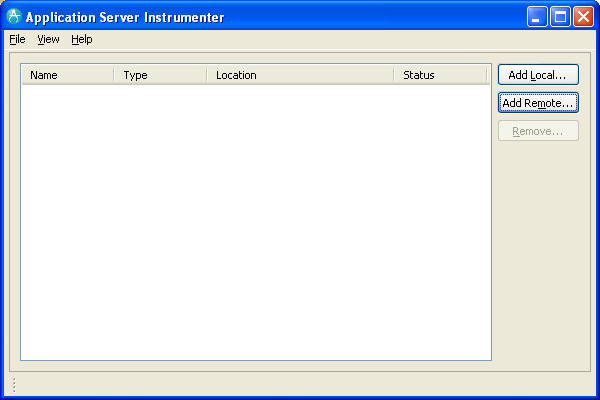 Application Server Instrumenter
File View Help
Name Type Location Status
Add Local...
Add Remote...
Remove...